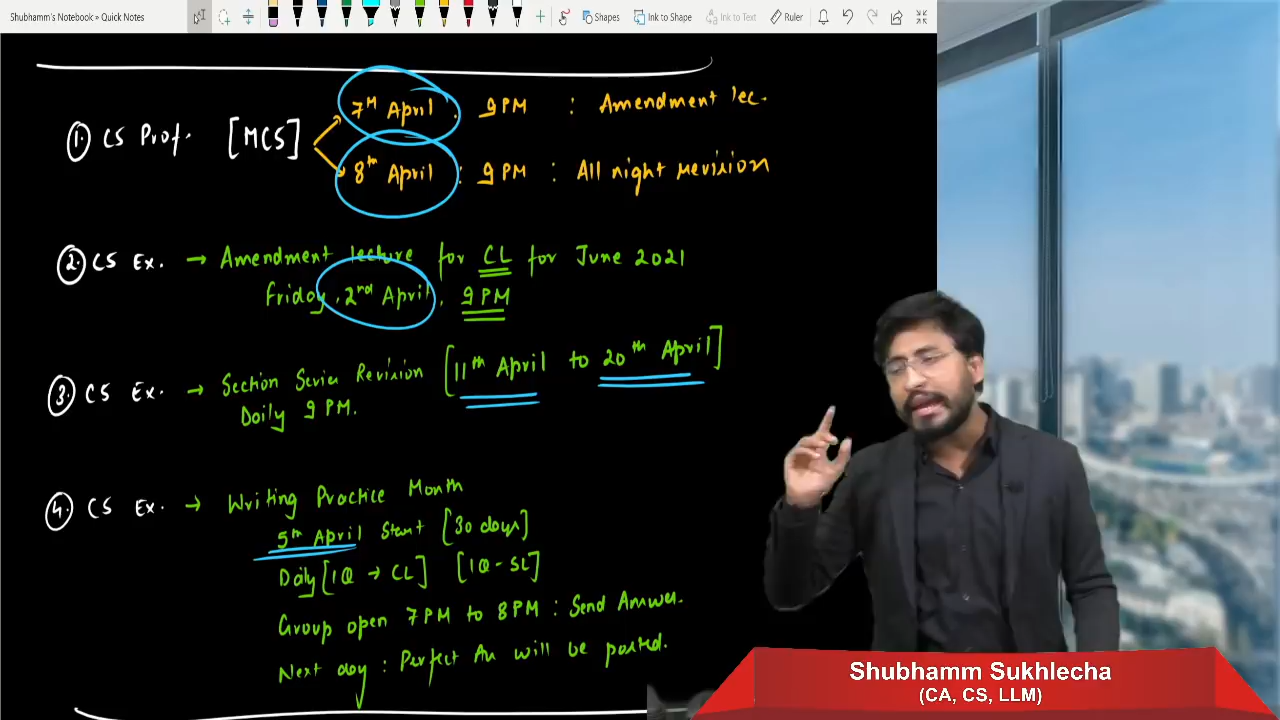 Shubhamm's Notebook » Quick Notes
Shapes
Ink to Shape
Ink to Text
Ruler
1. CS Prof. [MCS]
7th April. 9PM : Amendment lec.
8th April : 9PM : All night revision
2. CS Ex. → Amendment lecture for CL for June 2021
Friday, 2nd April, 9PM
3. CS Ex. → Section Series Revision [11th April to 20th April]
Daily 9 PM.
4. CS Ex. → Writing Practice Month
5th April Start [30 days]
Daily [1Q → CL] [1Q - SL]
Group open 7PM to 8PM : Send Answer.
Next day : Perfect An will be posted.
Shubhamm Sukhlecha
(CA, CS, LLM)